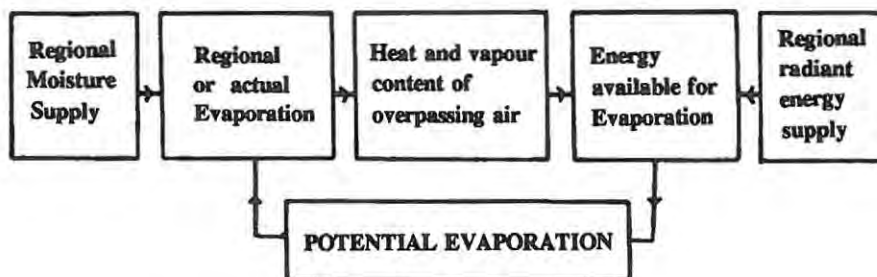 Regional
Moisture
Supply
Regional
or actual
Evaporation
Heat and vapour
content of
overpassing air
Energy
available for
Evaporation
Regional
radiant
energy
supply
POTENTIAL EVAPORATION